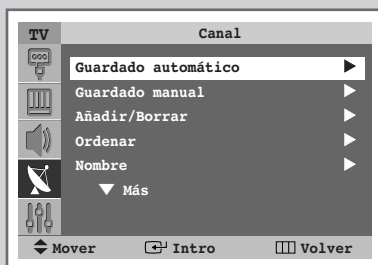 TV Canal
Guardado automático ▶
Guardado manual ▶
Añadir/Borrar ▶
Ordenar ▶
Nombre ▶
▼ Más
Mover Intro Volver